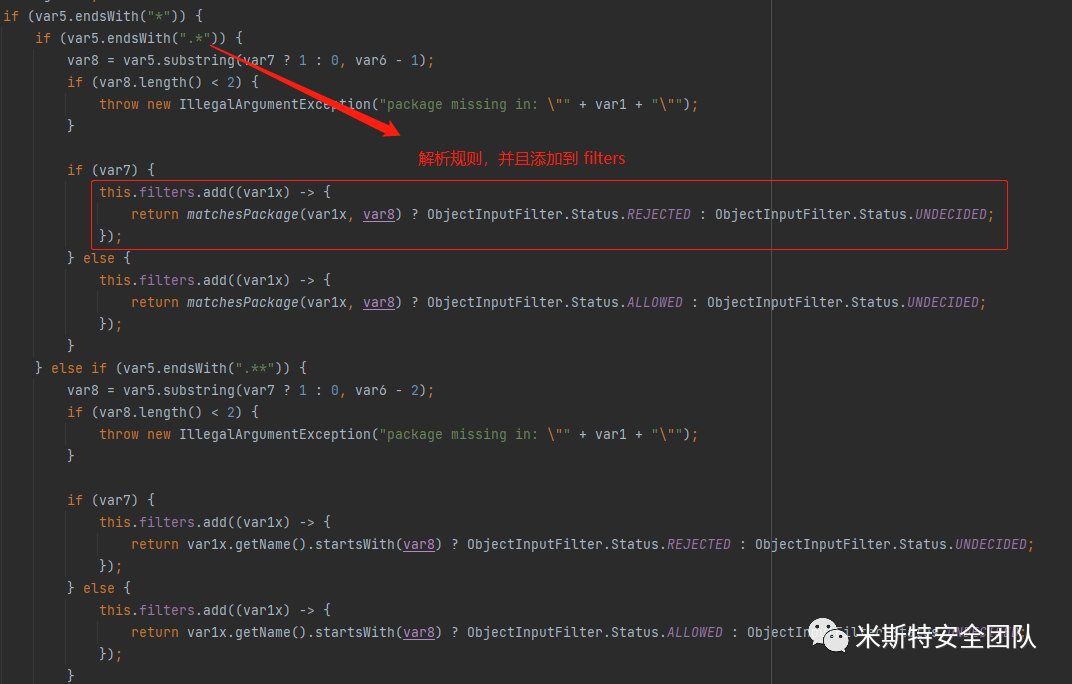 if (var5.endsWith("*")) {
if (var5.endsWith(".*")) {
var8 = var5.substring(var7 ? 1 : 0, var6 - 1);
if (var8.length() < 2) {
throw new IllegalArgumentException("package missing in: \"" + var1 + "\"");
}
解析规则，并且添加到 filters
if (var7) {
this.filters.add((var1x) -> {
return matchesPackage(var1x, var8) ? ObjectInputFilter.Status.REJECTED : ObjectInputFilter.Status.UNDECIDED;
});
} else {
this.filters.add((var1x) -> {
return matchesPackage(var1x, var8) ? ObjectInputFilter.Status.ALLOWED : ObjectInputFilter.Status.UNDECIDED;
});
}
} else if (var5.endsWith(".**")) {
var8 = var5.substring(var7 ? 1 : 0, var6 - 2);
if (var8.length() < 2) {
throw new IllegalArgumentException("package missing in: \"" + var1 + "\"");
}
if (var7) {
this.filters.add((var1x) -> {
return var1x.getName().startsWith(var8) ? ObjectInputFilter.Status.REJECTED : ObjectInputFilter.Status.UNDECIDED;
});
} else {
this.filters.add((var1x) -> {
return var1x.getName().startsWith(var8) ? ObjectInputFilter.Status.ALLOWED : ObjectInputFilter.Status.UNDECIDED;
米斯特安全团队
});
}